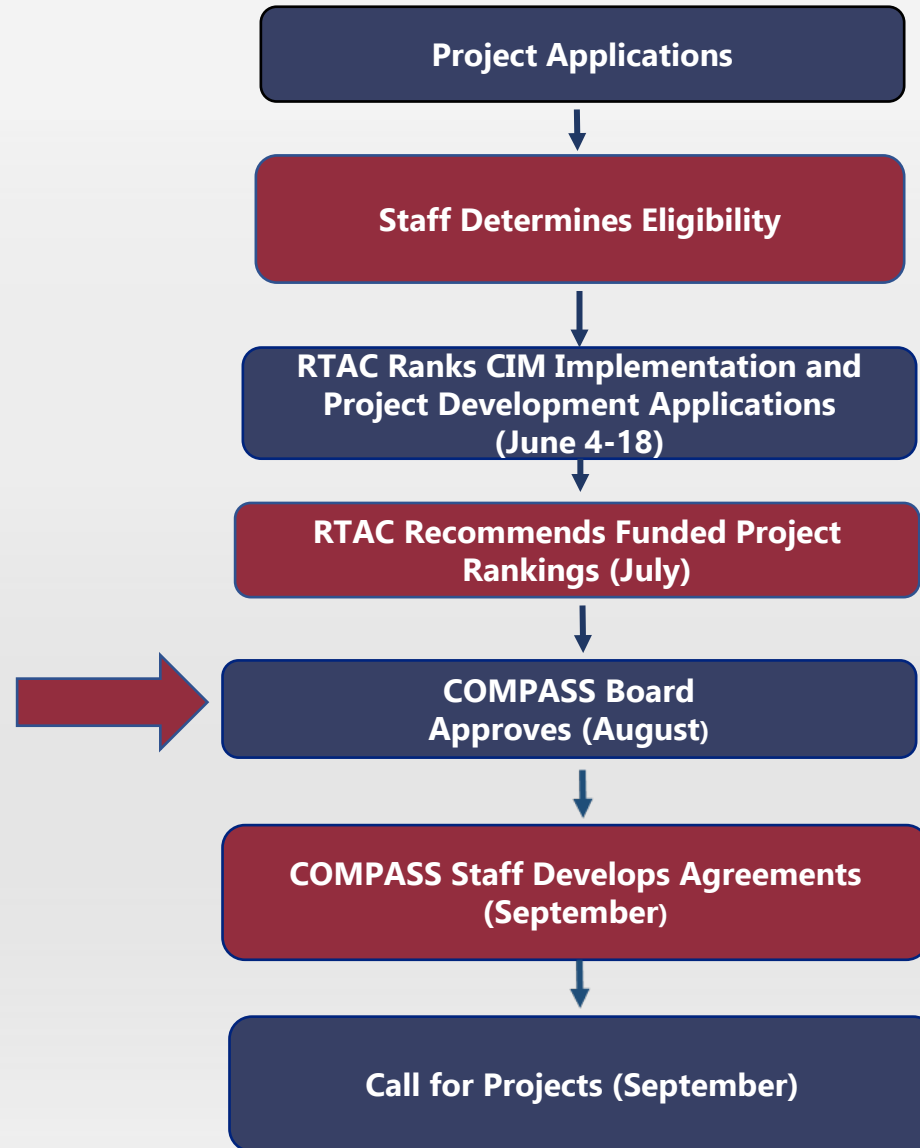 Project Applications
Staff Determines Eligibility
RTAC Ranks CIM Implementation and
Project Development Applications
(June 4-18)
RTAC Recommends Funded Project
Rankings (July)
COMPASS Board
Approves (August)
COMPASS Staff Develops Agreements
(September)
Call for Projects (September)